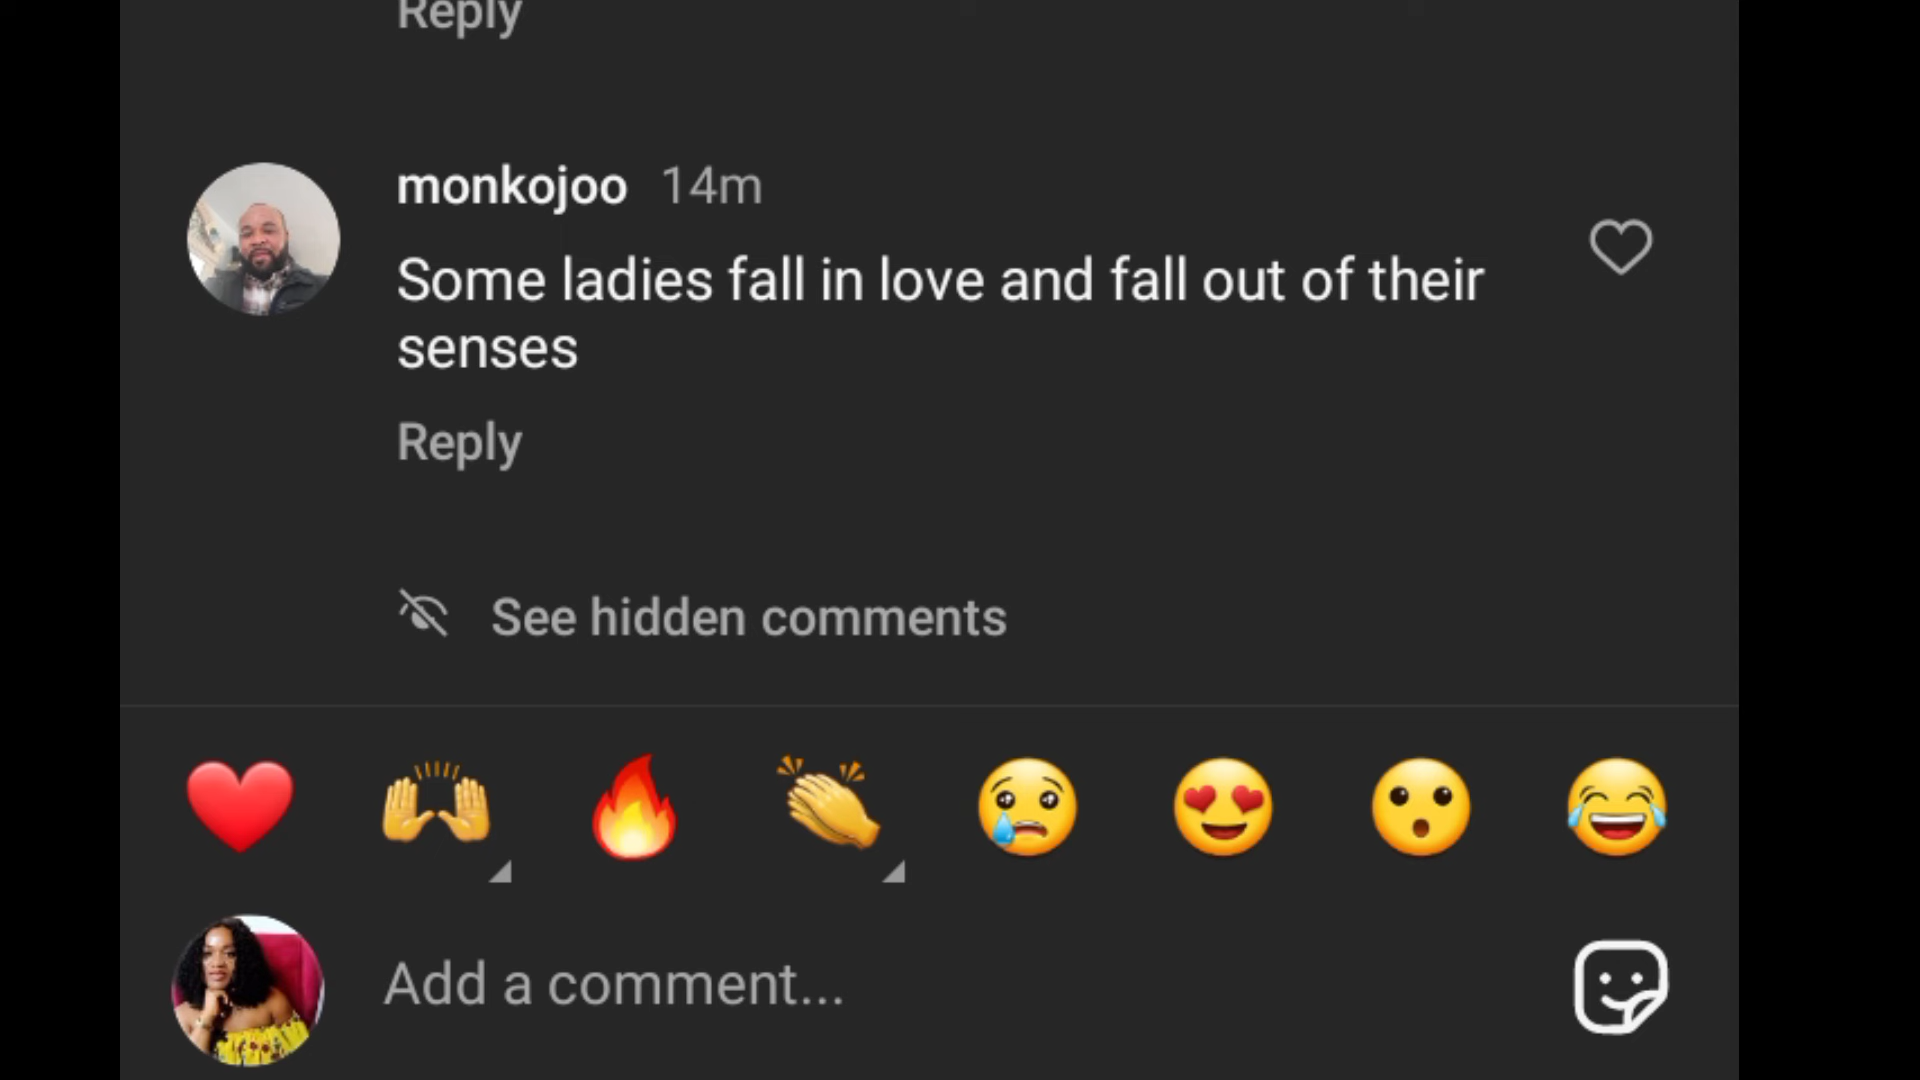 Reply
monkojoo 14m
Some ladies fall in love and fall out of their
senses
Reply
See hidden comments
Add a comment...